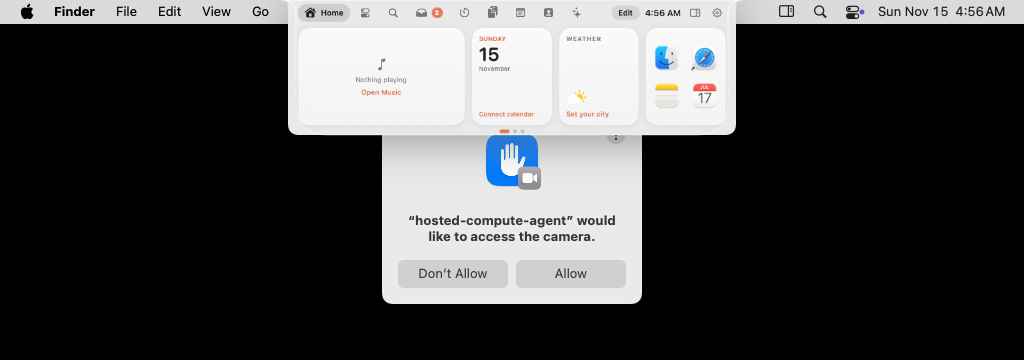 Finder File Edit View Go Sun Nov 15 4:56 AM
Home 2 Edit 4:56 AM
Nothing playing
Open Music
SUNDAY
15
November
Connect calendar
WEATHER
Set your city
JUL
17
“hosted-compute-agent” would
like to access the camera.
Don’t Allow Allow